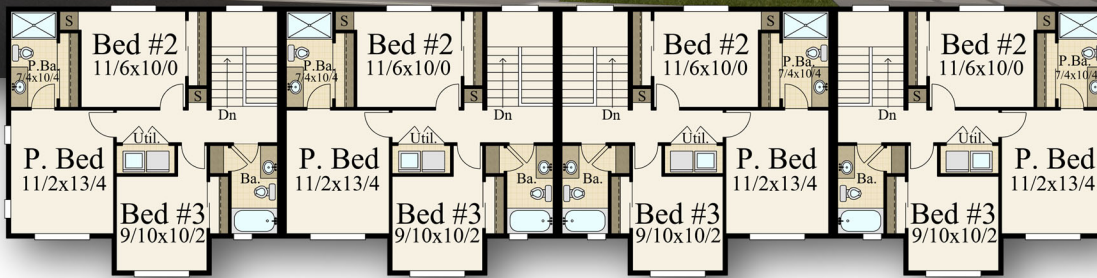 S
Bed #2
11/6x10/0
P.Ba.
7/4x10/4
S
Dn
Util.
P. Bed
11/2x13/4
Ba.
Bed #3
9/10x10/2
S
Bed #2
11/6x10/0
P.Ba.
7/4x10/4
S
Dn
Util.
P. Bed
11/2x13/4
Ba.
Bed #3
9/10x10/2
S
Bed #2
11/6x10/0
P.Ba.
7/4x10/4
S
Dn
Util.
P. Bed
11/2x13/4
Ba.
Bed #3
9/10x10/2
S
Bed #2
11/6x10/0
P.Ba.
7/4x10/4
S
Dn
Util.
P. Bed
11/2x13/4
Ba.
Bed #3
9/10x10/2